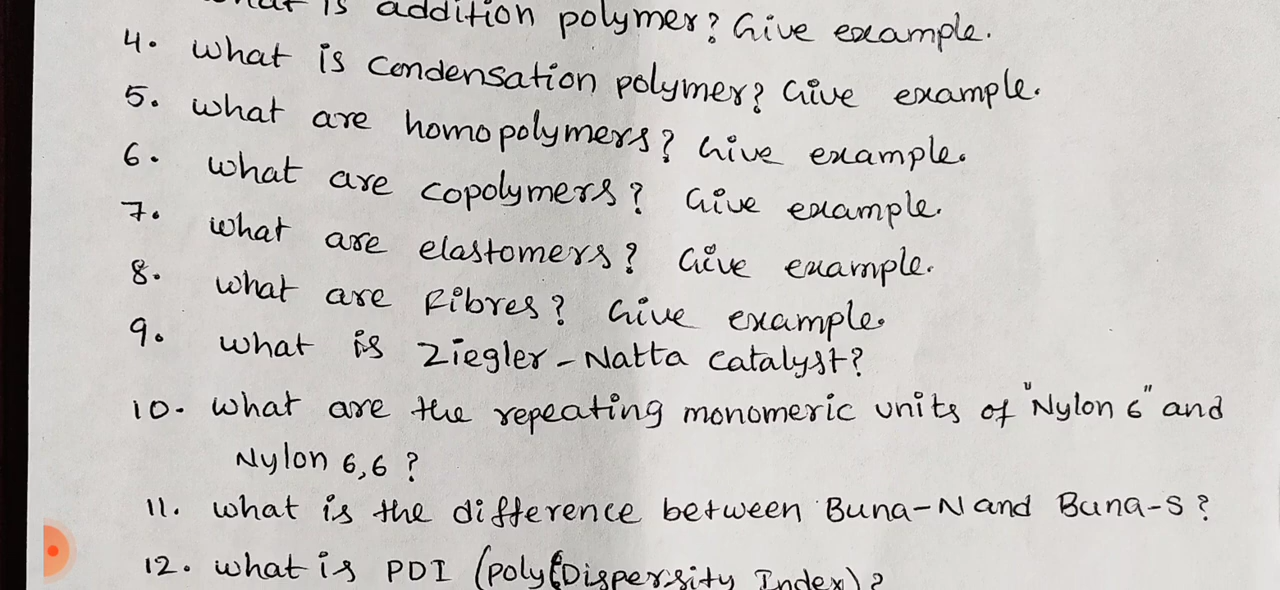 what is addition polymer? Give example.
4. what is condensation polymer? Give example.
5. what are homopolymers? Give example.
6. what are copolymers? Give example.
7. what are elastomers? Give example.
8. what are Fibres? Give example.
9. what is Ziegler-Natta catalyst?
10. what are the repeating monomeric units of "Nylon 6" and
Nylon 6,6 ?
11. what is the difference between Buna-N and Buna-S?
12. what is PDI (poly Dispersity Index)?